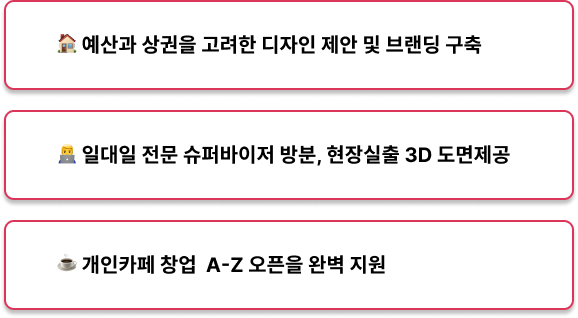 🏠 예산과 상권을 고려한 디자인 제안 및 브랜딩 구축
👨‍💻 일대일 전문 슈퍼바이저 방분, 현장실출 3D 도면제공
☕ 개인카페 창업  A-Z 오픈을 완벽 지원